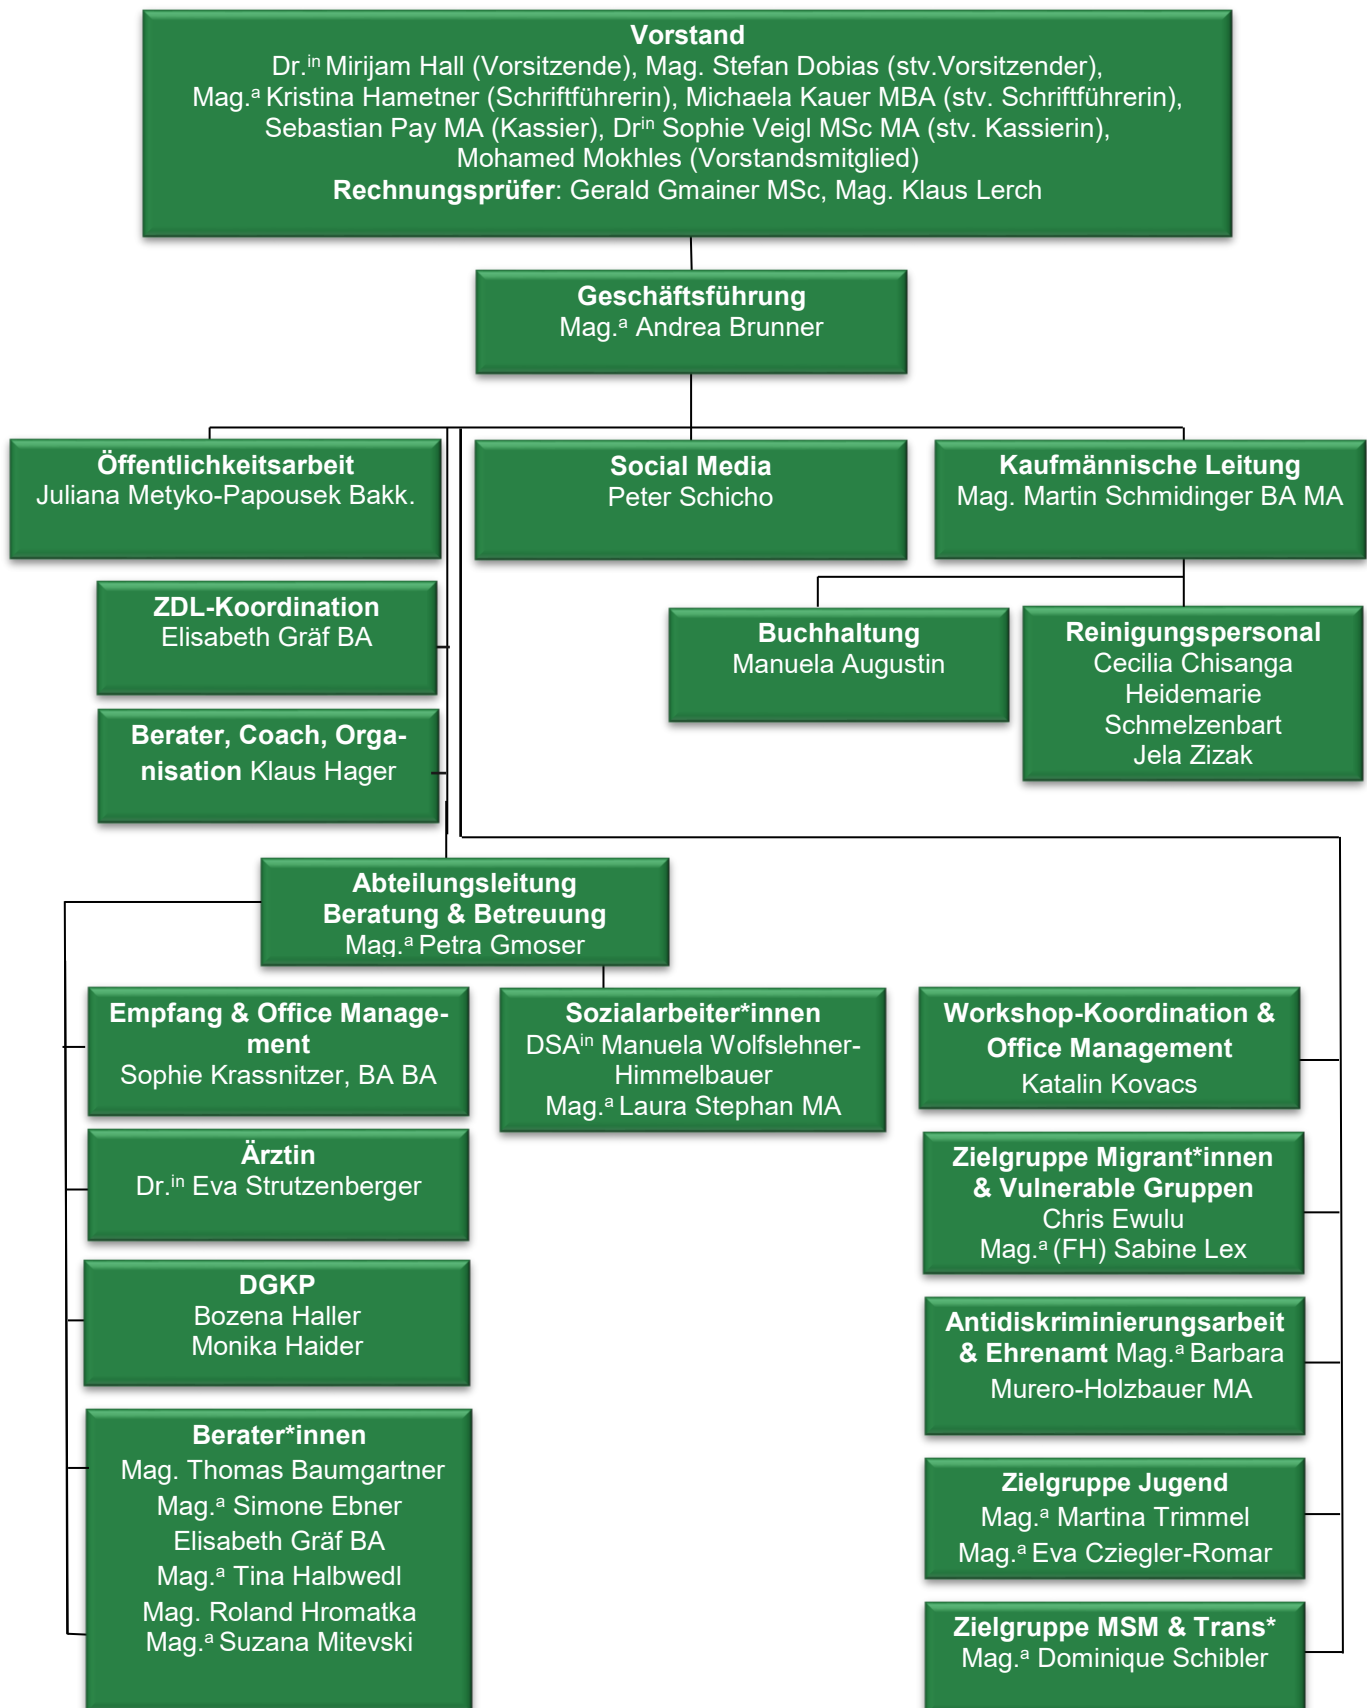 Vorstand
Dr.ⁱⁿ Mirijam Hall (Vorsitzende), Mag. Stefan Dobias (stv.Vorsitzender),
Mag.ᵃ Kristina Hametner (Schriftführerin), Michaela Kauer MBA (stv. Schriftführerin),
Sebastian Pay MA (Kassier), Drⁱⁿ Sophie Veigl MSc MA (stv. Kassierin),
Mohamed Mokhles (Vorstandsmitglied)
Rechnungsprüfer: Gerald Gmainer MSc, Mag. Klaus Lerch
Geschäftsführung
Mag.ᵃ Andrea Brunner
Öffentlichkeitsarbeit
Juliana Metyko-Papousek Bakk.
Social Media
Peter Schicho
Kaufmännische Leitung
Mag. Martin Schmidinger BA MA
ZDL-Koordination
Elisabeth Gräf BA
Buchhaltung
Manuela Augustin
Reinigungspersonal
Cecilia Chisanga
Heidemarie
Schmelzenbart
Jela Zizak
Berater, Coach, Orga-
nisation Klaus Hager
Abteilungsleitung
Beratung & Betreuung
Mag.ᵃ Petra Gmoser
Empfang & Office Manage-
ment
Sophie Krassnitzer, BA BA
Sozialarbeiter*innen
DSAⁱⁿ Manuela Wolfslehner-
Himmelbauer
Mag.ᵃ Laura Stephan MA
Workshop-Koordination &
Office Management
Katalin Kovacs
Ärztin
Dr.ⁱⁿ Eva Strutzenberger
Zielgruppe Migrant*innen
& Vulnerable Gruppen
Chris Ewulu
Mag.ᵃ (FH) Sabine Lex
DGKP
Bozena Haller
Monika Haider
Antidiskriminierungsarbeit
& Ehrenamt Mag.ᵃ Barbara
Murero-Holzbauer MA
Berater*innen
Mag. Thomas Baumgartner
Mag.ᵃ Simone Ebner
Elisabeth Gräf BA
Mag.ᵃ Tina Halbwedl
Mag. Roland Hromatka
Mag.ᵃ Suzana Mitevski
Zielgruppe Jugend
Mag.ᵃ Martina Trimmel
Mag.ᵃ Eva Cziegler-Romar
Zielgruppe MSM & Trans*
Mag.ᵃ Dominique Schibler